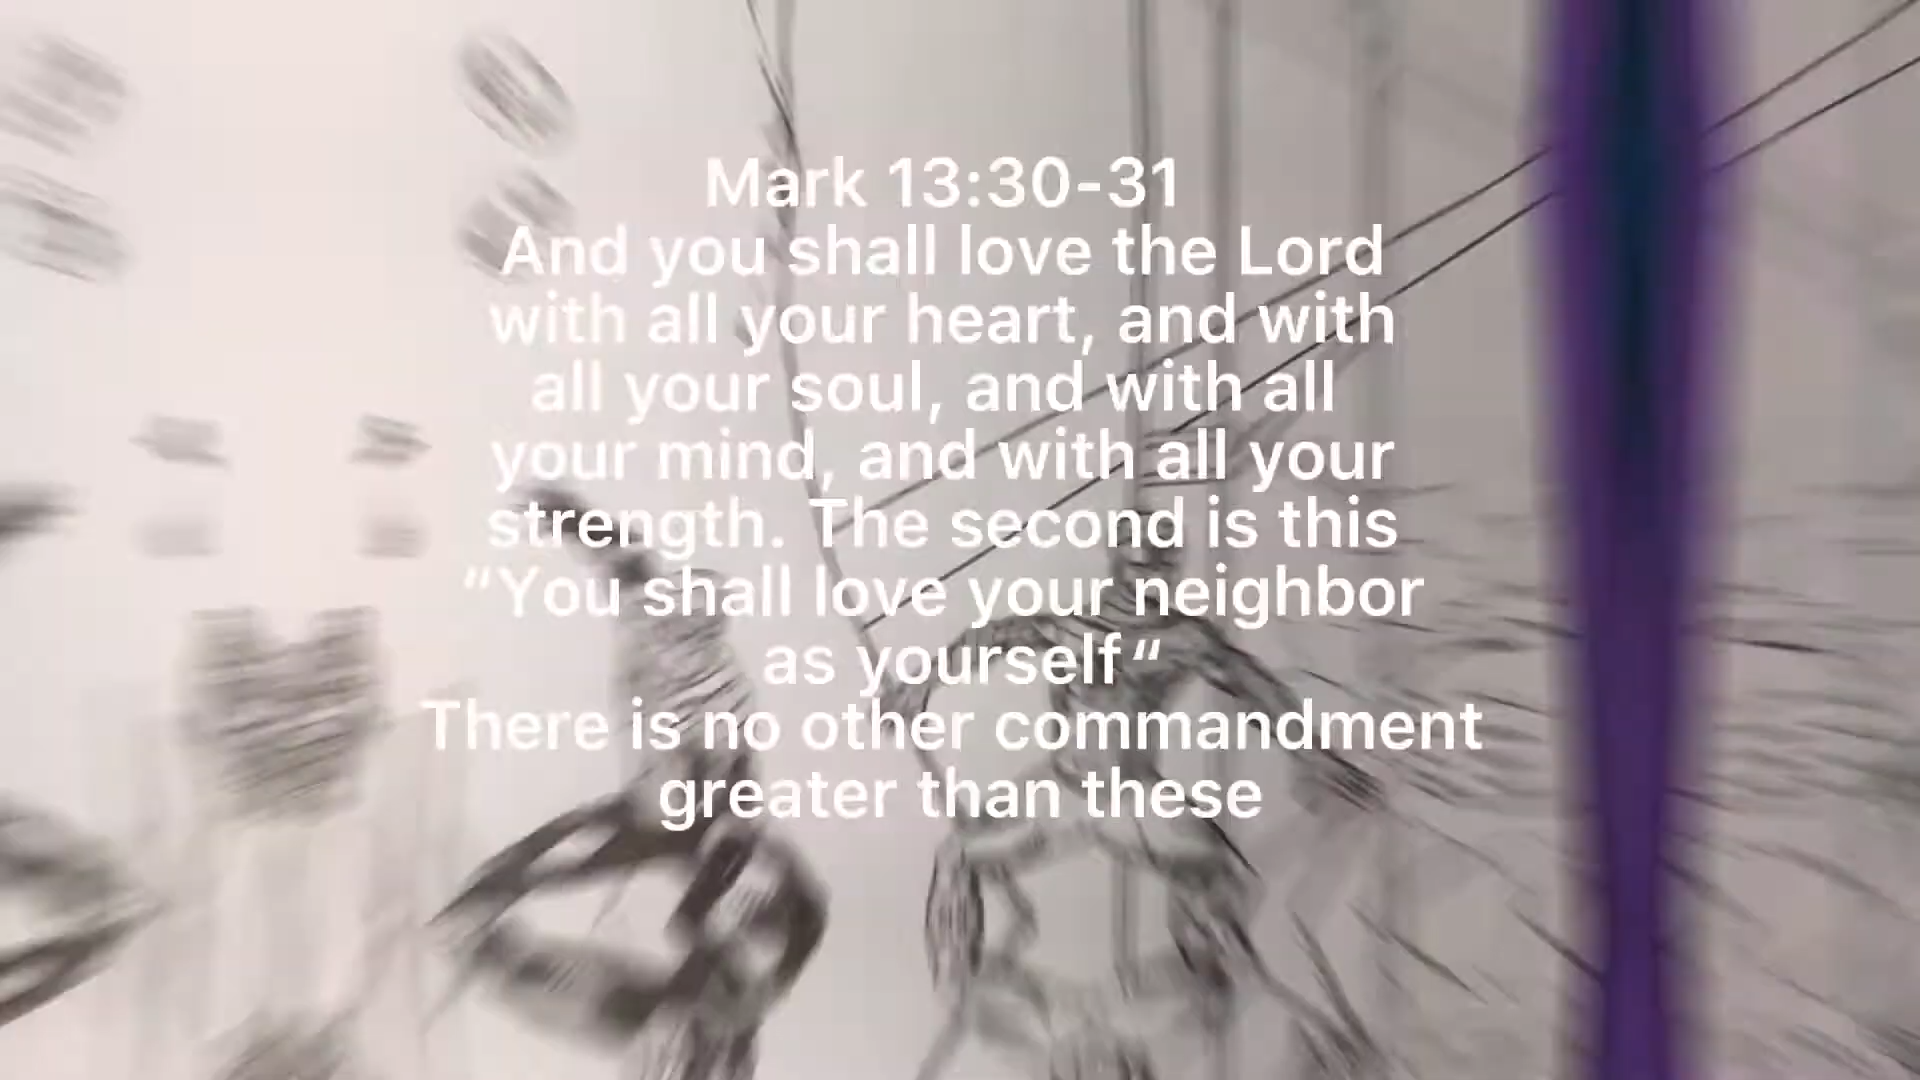 Mark 13:30-31
And you shall love the Lord
with all your heart, and with
all your soul, and with all
your mind, and with all your
strength. The second is this
“You shall love your neighbor
as yourself“
There is no other commandment
greater than these